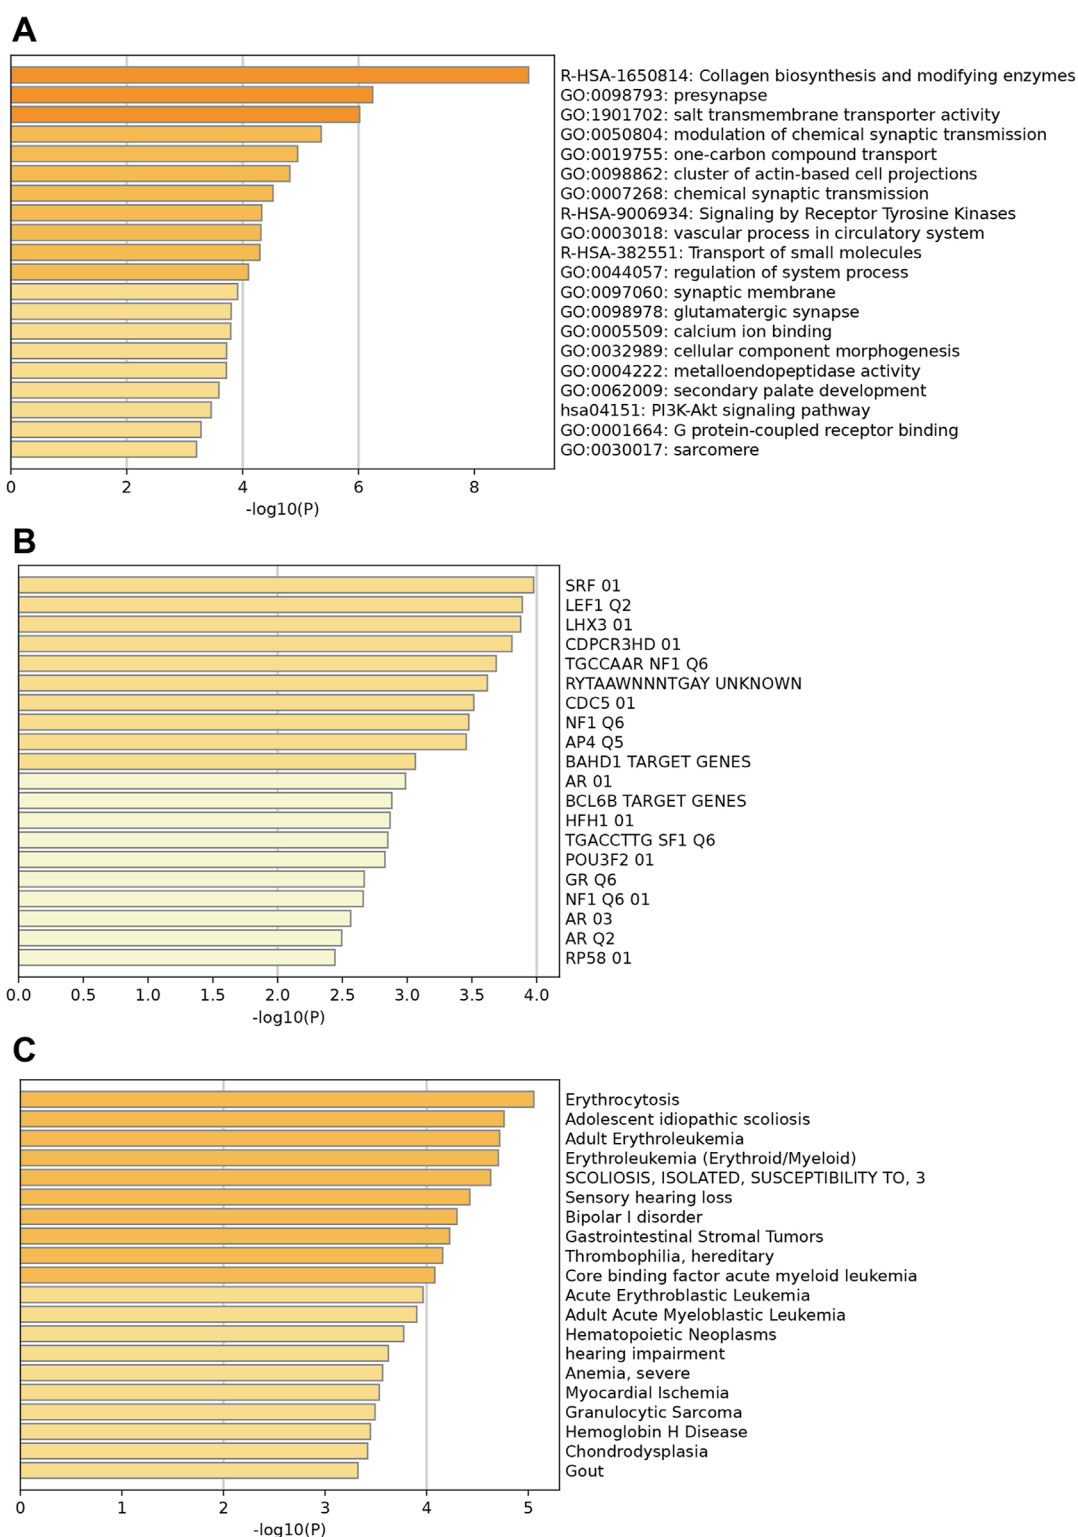 A
R-HSA-1650814: Collagen biosynthesis and modifying enzymes
GO:0098793: presynapse
GO:1901702: salt transmembrane transporter activity
GO:0050804: modulation of chemical synaptic transmission
GO:0019755: one-carbon compound transport
GO:0098862: cluster of actin-based cell projections
GO:0007268: chemical synaptic transmission
R-HSA-9006934: Signaling by Receptor Tyrosine Kinases
GO:0003018: vascular process in circulatory system
R-HSA-382551: Transport of small molecules
GO:0044057: regulation of system process
GO:0097060: synaptic membrane
GO:0098978: glutamatergic synapse
GO:0005509: calcium ion binding
GO:0032989: cellular component morphogenesis
GO:0004222: metalloendopeptidase activity
GO:0062009: secondary palate development
hsa04151: PI3K-Akt signaling pathway
GO:0001664: G protein-coupled receptor binding
GO:0030017: sarcomere
0 2 4 6 8
-log10(P)
B
SRF 01
LEF1 Q2
LHX3 01
CDPCR3HD 01
TGCCAAR NF1 Q6
RYTAAWNNNTGAY UNKNOWN
CDC5 01
NF1 Q6
AP4 Q5
BAHD1 TARGET GENES
AR 01
BCL6B TARGET GENES
HFH1 01
TGACCTTG SF1 Q6
POU3F2 01
GR Q6
NF1 Q6 01
AR 03
AR Q2
RP58 01
0.0 0.5 1.0 1.5 2.0 2.5 3.0 3.5 4.0
-log10(P)
C
Erythrocytosis
Adolescent idiopathic scoliosis
Adult Erythroleukemia
Erythroleukemia (Erythroid/Myeloid)
SCOLIOSIS, ISOLATED, SUSCEPTIBILITY TO, 3
Sensory hearing loss
Bipolar I disorder
Gastrointestinal Stromal Tumors
Thrombophilia, hereditary
Core binding factor acute myeloid leukemia
Acute Erythroblastic Leukemia
Adult Acute Myeloblastic Leukemia
Hematopoietic Neoplasms
hearing impairment
Anemia, severe
Myocardial Ischemia
Granulocytic Sarcoma
Hemoglobin H Disease
Chondrodysplasia
Gout
0 1 2 3 4 5
-log10(P)